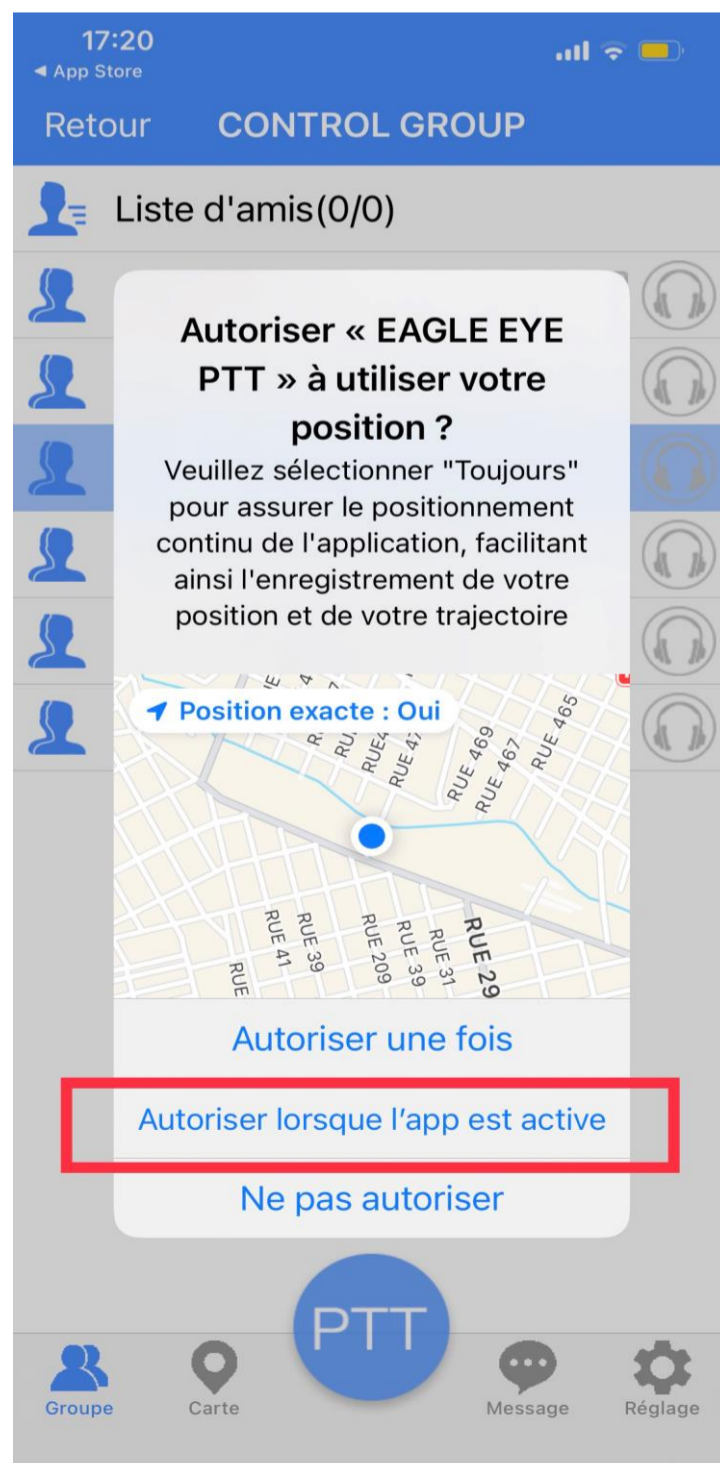 17:20
◀ App Store
Retour CONTROL GROUP
Liste d'amis(0/0)
Autoriser « EAGLE EYE
PTT » à utiliser votre
position ?
Veuillez sélectionner "Toujours"
pour assurer le positionnement
continu de l'application, facilitant
ainsi l'enregistrement de votre
position et de votre trajectoire
Position exacte : Oui
RUE 469
RUE 467
RUE 465
RUE 41
RUE 39
RUE 209
RUE 39
RUE 31
RUE 29
RUE
Autoriser une fois
Autoriser lorsque l'app est active
Ne pas autoriser
PTT
Groupe Carte Message Réglage